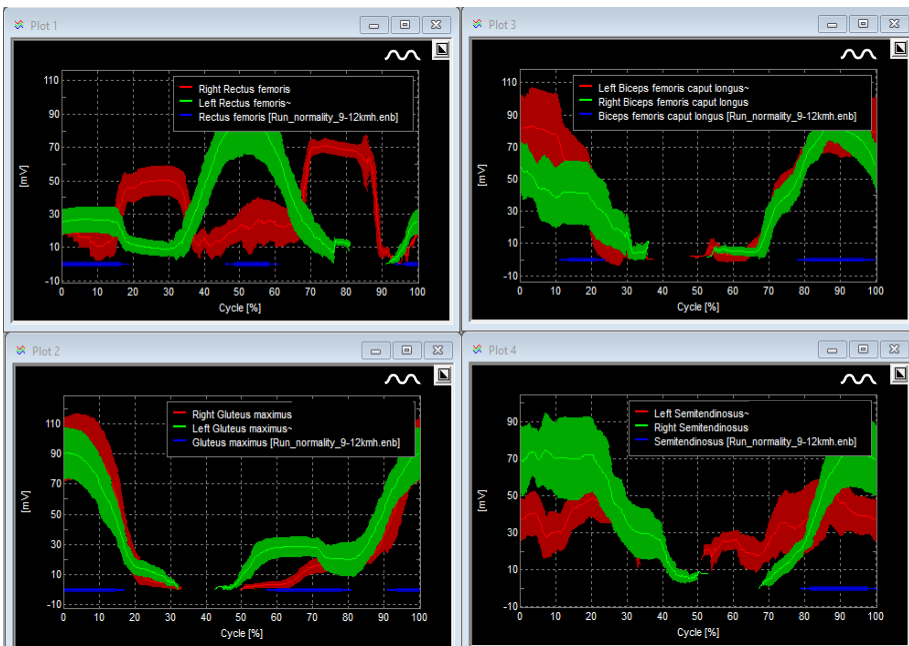 Plot 1
Right Rectus femoris
Left Rectus femoris~
Rectus femoris [Run_normality_9-12kmh.enb]
110
90
70
50
30
10
-10
[mV]
0 10 20 30 40 50 60 70 80 90 100
Cycle [%]
Plot 3
Left Biceps femoris caput longus~
Right Biceps femoris caput longus
Biceps femoris caput longus [Run_normality_9-12kmh.enb]
110
90
70
50
30
10
-10
[mV]
0 10 20 30 40 50 60 70 80 90 100
Cycle [%]
Plot 2
Right Gluteus maximus
Left Gluteus maximus~
Gluteus maximus [Run_normality_9-12kmh.enb]
110
90
70
50
30
10
-10
[mV]
0 10 20 30 40 50 60 70 80 90 100
Cycle [%]
Plot 4
Left Semitendinosus~
Right Semitendinosus
Semitendinosus [Run_normality_9-12kmh.enb]
90
70
50
30
10
-10
[mV]
0 10 20 30 40 50 60 70 80 90 100
Cycle [%]